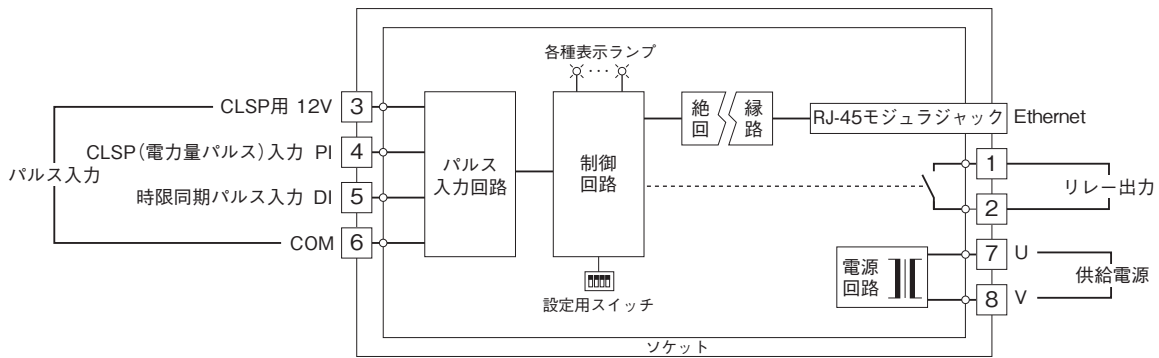 各種表示ランプ
CLSP用 12V 3
CLSP(電力量パルス)入力 PI 4
パルス入力
時限同期パルス入力 DI 5
COM 6
パルス
入力回路
制御
回路
設定用スイッチ
絶縁
回路
RJ-45モジュラジャック Ethernet
1
2
リレー出力
電源
回路
7 U
8 V
供給電源
ソケット